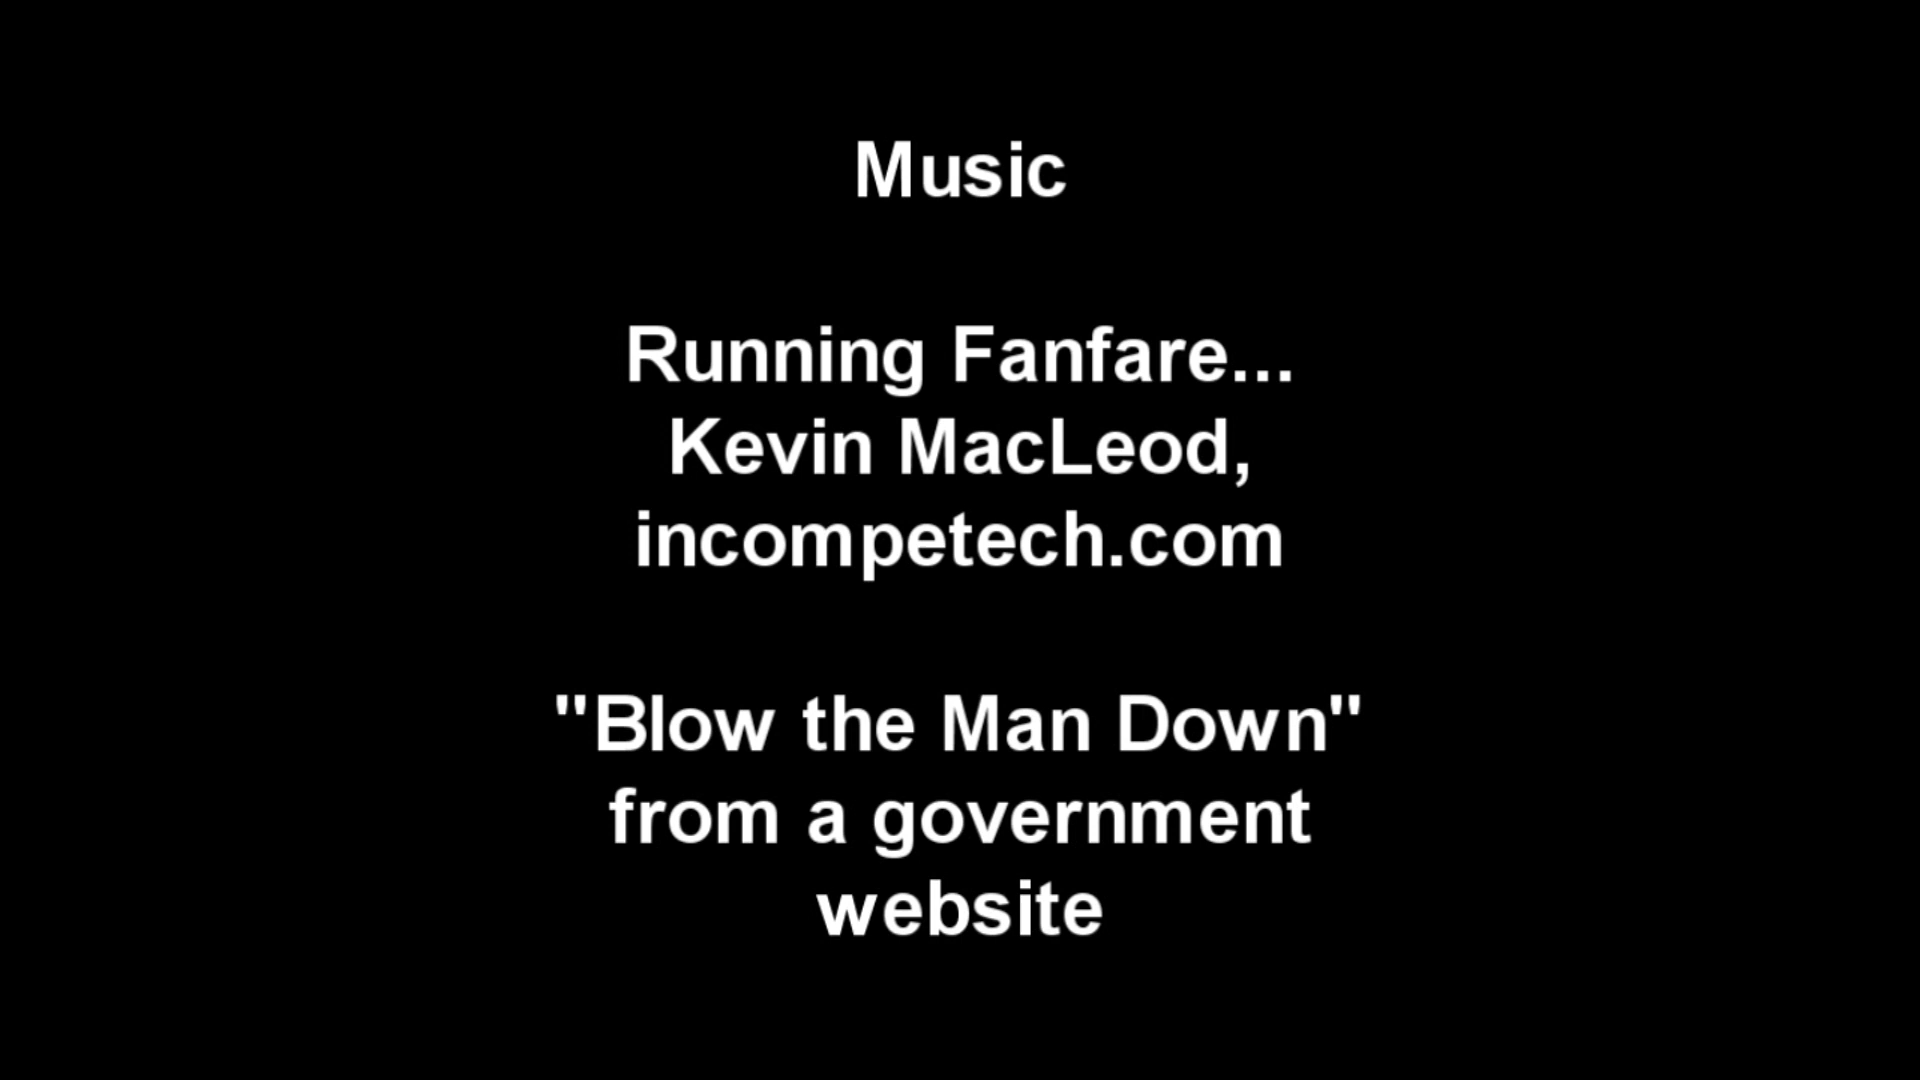 Music
Running Fanfare...
Kevin MacLeod,
incompetech.com
"Blow the Man Down"
from a government
website